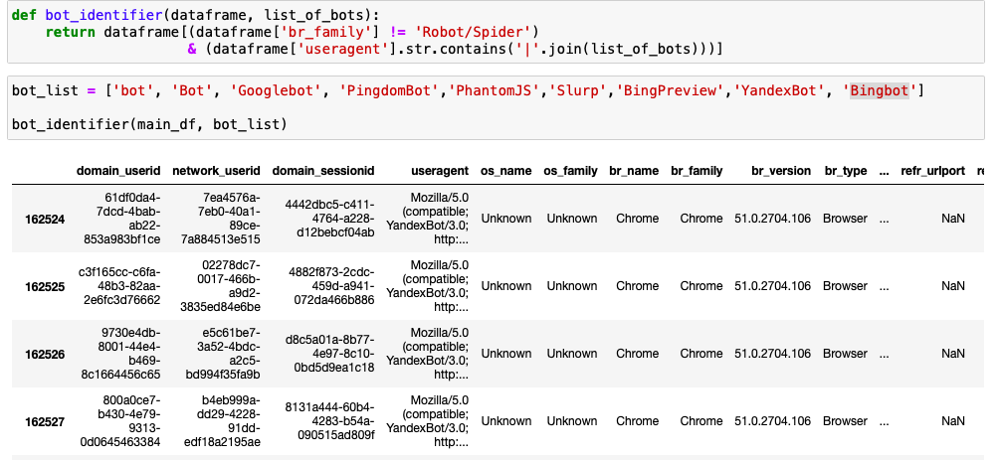 def bot_identifier(dataframe, list_of_bots):
    return dataframe[(dataframe['br_family'] != 'Robot/Spider')
                     & (dataframe['useragent'].str.contains('|'.join(list_of_bots)))]
bot_list = ['bot', 'Bot', 'Googlebot', 'PingdomBot','PhantomJS','Slurp','BingPreview','YandexBot', 'Bingbot']
bot_identifier(main_df, bot_list)
domain_userid network_userid domain_sessionid useragent os_name os_family br_name br_family br_version br_type ... refr_urlport re
61df0da4- 7ea4576a- Mozilla/5.0
7dcd-4bab- 7eb0-40a1- 4442dbc5-c411- (compatible;
162524 ab22- 89ce- 4764-a228- YandexBot/3.0; Unknown Unknown Chrome Chrome 51.0.2704.106 Browser ... NaN
853a983bf1ce 7a884513e515 d12bebcf04ab http:...
02278dc7- Mozilla/5.0
c3f165cc-c6fa- 0017-466b- 4882f873-2cdc- (compatible;
162525 48b3-82aa- a9d2- 459d-a941- YandexBot/3.0; Unknown Unknown Chrome Chrome 51.0.2704.106 Browser ... NaN
2e6fc3d76662 3835ed84e6be 072da466b886 http:...
9730e4db- e5c61be7- Mozilla/5.0
8001-44e4- 3a52-4bdc- d8c5a01a-8b77- (compatible;
162526 b469- a2c5- 4e97-8c10- YandexBot/3.0; Unknown Unknown Chrome Chrome 51.0.2704.106 Browser ... NaN
8c1664456c65 bd994f35fa9b 0bd5d9ea1c18 http:...
800a0ce7- b4eb999a- Mozilla/5.0
b430-4e79- dd29-4228- 8131a444-60b4- (compatible;
162527 9313- 91dd- 4283-b54a- YandexBot/3.0; Unknown Unknown Chrome Chrome 51.0.2704.106 Browser ... NaN
0d0645463384 edf18a2195ae 090515ad809f http:...